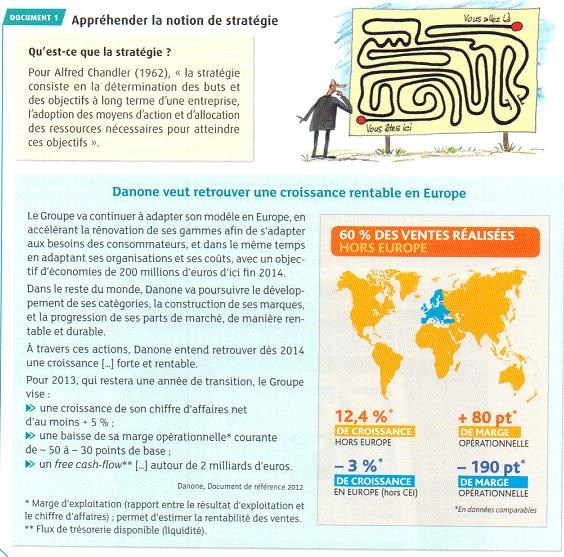 DOCUMENT 1 Appréhender la notion de stratégie
Qu'est-ce que la stratégie ?
Pour Alfred Chandler (1962), « la stratégie
consiste en la détermination des buts et
des objectifs à long terme d'une entreprise,
l'adoption des moyens d'action et d'allocation
des ressources nécessaires pour atteindre
ces objectifs ».
Vous allez là
Vous êtes ici
Danone veut retrouver une croissance rentable en Europe
Le Groupe va continuer à adapter son modèle en Europe, en
accélérant la rénovation de ses gammes afin de s'adapter
aux besoins des consommateurs, et dans le même temps
en adaptant ses organisations et ses coûts, avec un objec-
tif d'économies de 200 millions d'euros d'ici fin 2014.
Dans le reste du monde, Danone va poursuivre le dévelop-
pement de ses catégories, la construction de ses marques,
et la progression de ses parts de marché, de manière ren-
table et durable.
À travers ces actions, Danone entend retrouver dès 2014
une croissance [...] forte et rentable.
Pour 2013, qui restera une année de transition, le Groupe
vise :
une croissance de son chiffre d'affaires net
d'au moins + 5 % ;
une baisse de sa marge opérationnelle* courante
de – 50 à – 30 points de base ;
un free cash-flow** [...] autour de 2 milliards d'euros.
Danone, Document de référence 2012
* Marge d'exploitation (rapport entre le résultat d'exploitation et
le chiffre d'affaires) ; permet d'estimer la rentabilité des ventes.
** Flux de trésorerie disponible (liquidité).
60 % DES VENTES RÉALISÉES
HORS EUROPE
12,4 %*
DE CROISSANCE
HORS EUROPE
+ 80 pt*
DE MARGE
OPÉRATIONNELLE
– 3 %*
DE CROISSANCE
EN EUROPE (hors CEI)
– 190 pt*
DE MARGE
OPÉRATIONNELLE
*En données comparables